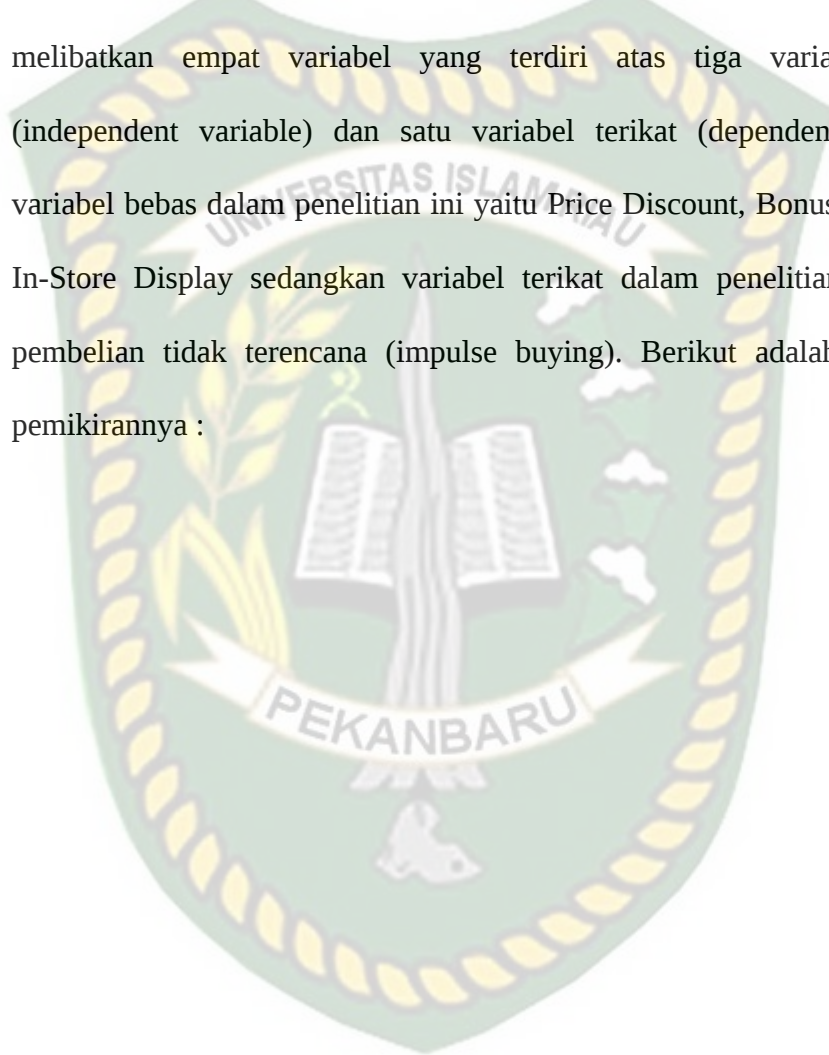 melibatkan empat variabel yang terdiri atas tiga varia
(independent variable) dan satu variabel terikat (dependen
variabel bebas dalam penelitian ini yaitu Price Discount, Bonus
In-Store Display sedangkan variabel terikat dalam penelitian
pembelian tidak terencana (impulse buying). Berikut adalah
pemikirannya :
UNIVERSITAS ISLAM RIAU
PEKANBARU